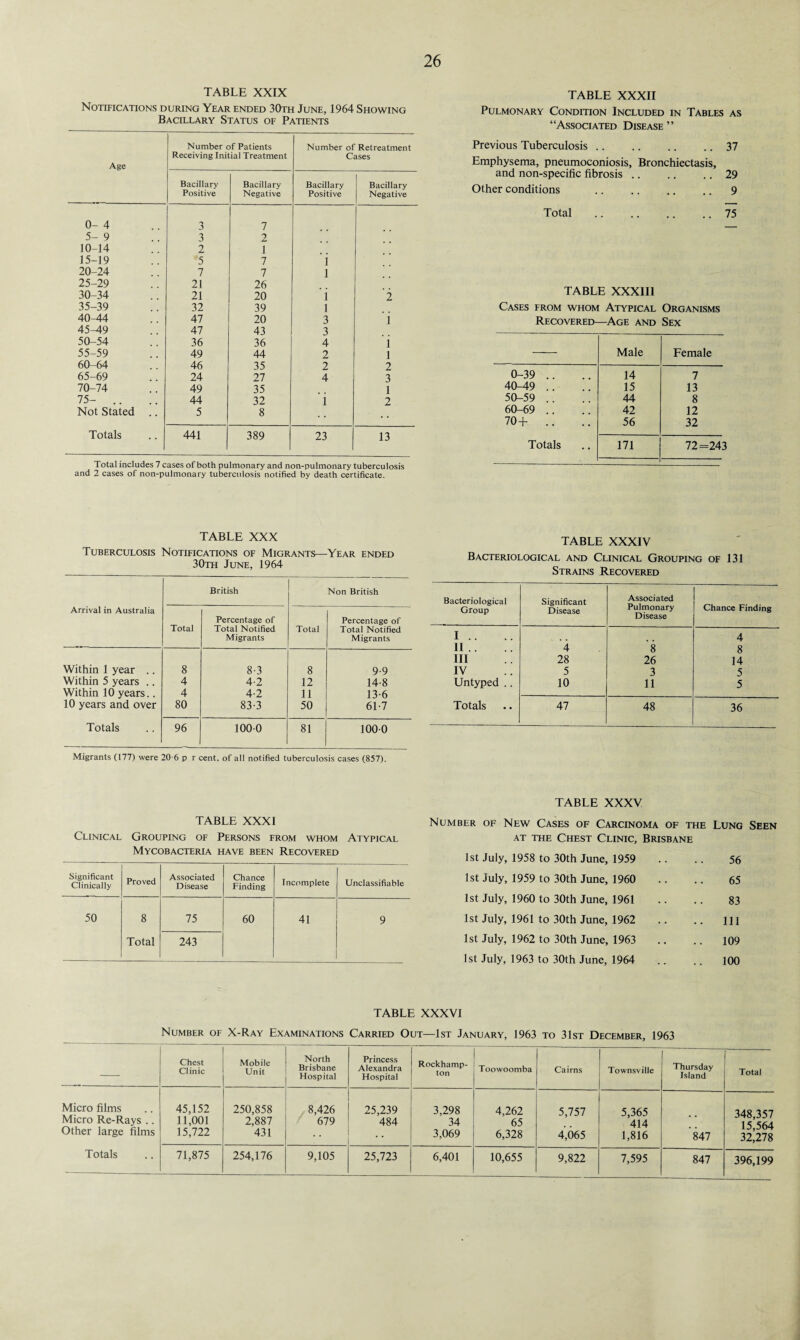 26
TABLE XXIX
Notifications during Year ended 30th June, 1964 Showing
Bacillary Status of Patients
Age | Number of Patients Receiving Initial Treatment | Number of Retreatment Cases
Bacillary Positive | Bacillary Negative | Bacillary Positive | Bacillary Negative
0- 4 .. 3 7 .. ..
5- 9 .. 3 2 .. ..
10-14 .. 2 1 .. ..
15-19 .. 5 7 1 ..
20-24 .. 7 7 1 ..
25-29 .. 21 26 .. ..
30-34 .. 21 20 1 2
35-39 .. 32 39 1 ..
40-44 .. 47 20 3 1
45-49 .. 47 43 3 ..
50-54 .. 36 36 4 1
55-59 .. 49 44 2 1
60-64 .. 46 35 2 2
65-69 .. 24 27 4 3
70-74 .. 49 35 .. 1
75- .. .. 44 32 1 2
Not Stated .. 5 8 .. ..
Totals .. 441 389 23 13
Total includes 7 cases of both pulmonary and non-pulmonary tuberculosis
and 2 cases of non-pulmonary tuberculosis notified by death certificate.
TABLE XXXII
Pulmonary Condition Included in Tables as
“Associated Disease”
Previous Tuberculosis .. .. .. .. .. 37
Emphysema, pneumoconiosis, Bronchiectasis,
and non-specific fibrosis .. .. .. 29
Other conditions .. .. .. .. 9
Total .. .. .. .. 75
TABLE XXXIII
Cases from whom Atypical Organisms
Recovered—Age and Sex
—— | Male | Female
0-39 .. .. 14 7
40-49 .. .. 15 13
50-59 .. .. 44 8
60-69 .. .. 42 12
70+ .. .. 56 32
Totals .. 171 72=243
TABLE XXX
Tuberculosis Notifications of Migrants—Year ended
30th June, 1964
Arrival in Australia | British | Non British
Total | Percentage of Total Notified Migrants | Total | Percentage of Total Notified Migrants
Within 1 year .. 8 8·3 8 9·9
Within 5 years .. 4 4·2 12 14·8
Within 10 years.. 4 4·2 11 13·6
10 years and over 80 83·3 50 61·7
Totals .. 96 100·0 81 100·0
Migrants (177) were 20·6 p r cent. of all notified tuberculosis cases (857).
TABLE XXXIV
Bacteriological and Clinical Grouping of 131
Strains Recovered
Bacteriological Group | Significant Disease | Associated Pulmonary Disease | Chance Finding
I .. .. .. .. 4
II .. .. 4 8 8
III .. 28 26 14
IV .. 5 3 5
Untyped .. 10 11 5
Totals .. 47 48 36
TABLE XXXI
Clinical Grouping of Persons from whom Atypical
Mycobacteria have been Recovered
Significant Clinically | Proved | Associated Disease | Chance Finding | Incomplete | Unclassifiable
50 8 75 60 41 9
Total 243
TABLE XXXV
Number of New Cases of Carcinoma of the Lung Seen
at the Chest Clinic, Brisbane
1st July, 1958 to 30th June, 1959 .. .. 56
1st July, 1959 to 30th June, 1960 .. .. 65
1st July, 1960 to 30th June, 1961 .. .. 83
1st July, 1961 to 30th June, 1962 .. .. 111
1st July, 1962 to 30th June, 1963 .. .. 109
1st July, 1963 to 30th June, 1964 .. .. 100
TABLE XXXVI
Number of X-Ray Examinations Carried Out—1st January, 1963 to 31st December, 1963
—— | Chest Clinic | Mobile Unit | North Brisbane Hospital | Princess Alexandra Hospital | Rockhampton | Toowoomba | Cairns | Townsville | Thursday Island | Total
Micro films .. 45,152 250,858 8,426 25,239 3,298 4,262 5,757 5,365 .. 348,357
Micro Re-Rays .. 11,001 2,887 679 484 34 65 .. 414 .. 15,564
Other large films 15,722 431 .. .. 3,069 6,328 4,065 1,816 847 32,278
Totals .. 71,875 254,176 9,105 25,723 6,401 10,655 9,822 7,595 847 396,199